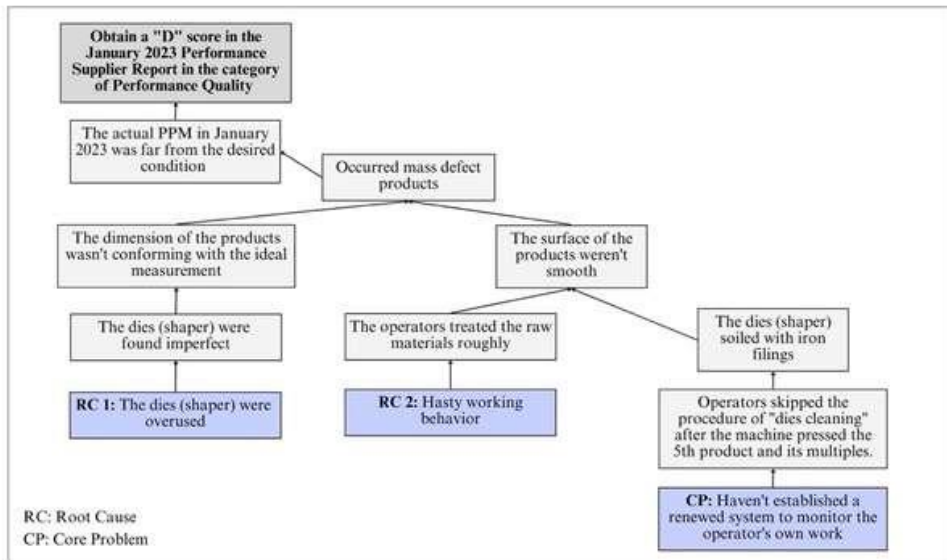 Obtain a "D" score in the
January 2023 Performance
Supplier Report in the category
of Performance Quality
The actual PPM in January
2023 was far from the desired
condition
Occurred mass defect
products
The dimension of the products
wasn't conforming with the ideal
measurement
The surface of the
products weren't
smooth
The dies (shaper) were
found imperfect
The operators treated the raw
materials roughly
The dies (shaper)
soiled with iron
filings
RC 1: The dies (shaper) were
overused
RC 2: Hasty working
behavior
Operators skipped the
procedure of "dies cleaning"
after the machine pressed the
5th product and its multiples.
CP: Haven't established a
renewed system to monitor the
operator's own work
RC: Root Cause
CP: Core Problem